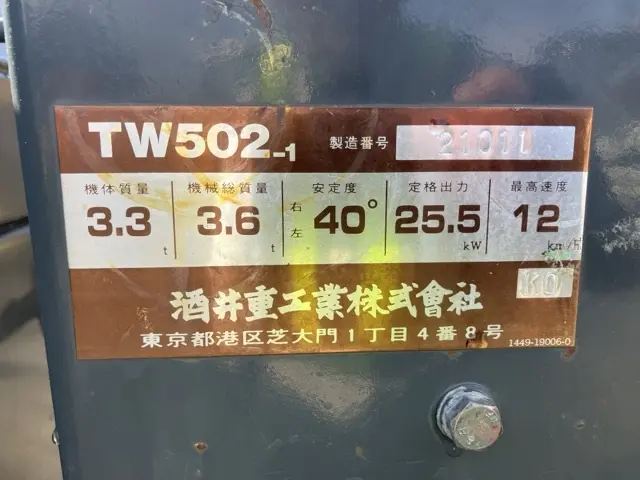 TW502-1 製造番号 21011
機体質量 機械総質量 安定度 定格出力 最高速度
3.3 t 3.6 t 右左 40° 25.5 kW 12 km/h
KO
酒井重工業株式會社
東京都港区芝大門1丁目4番8号
1449-19006-0